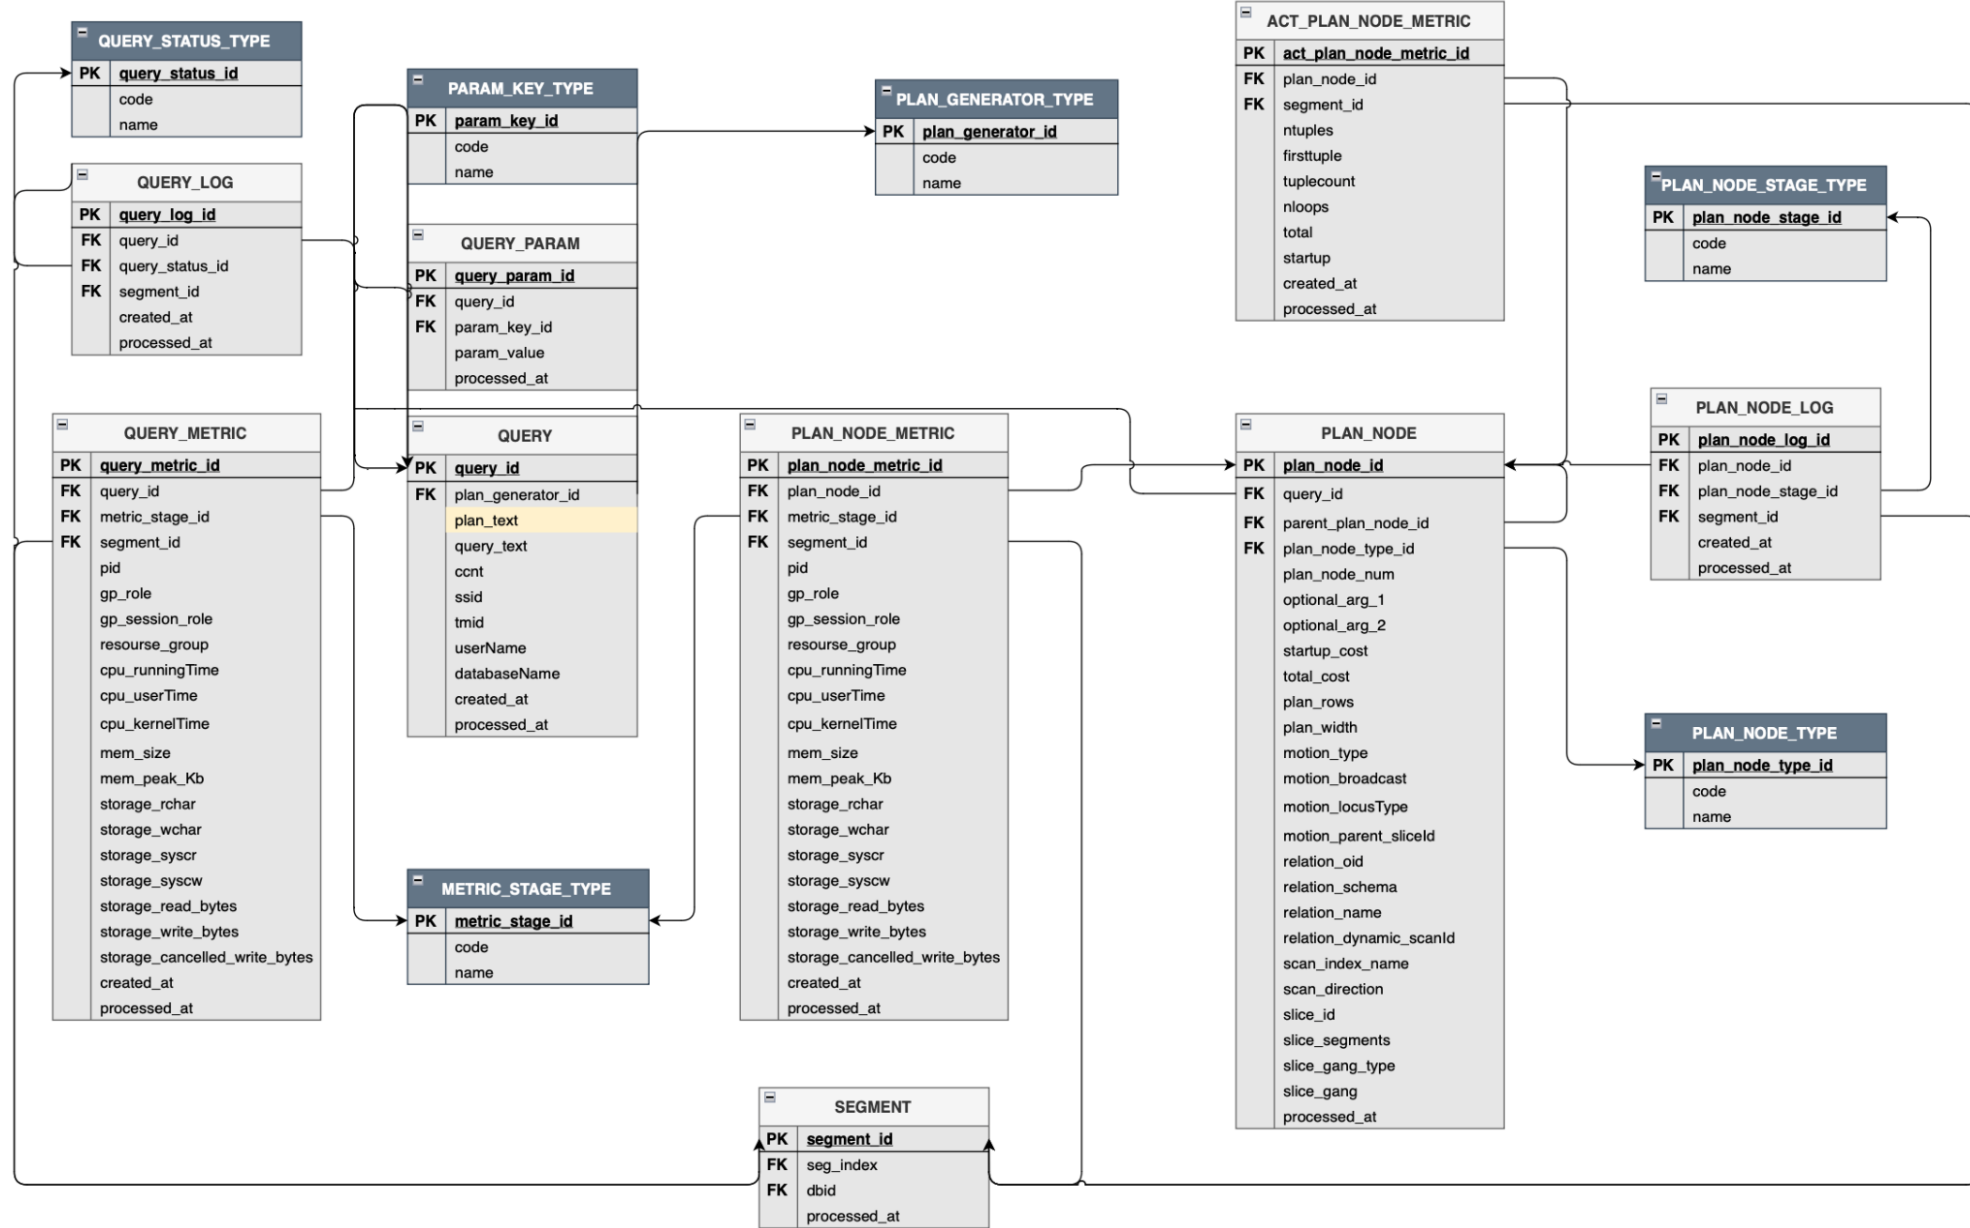 QUERY_STATUS_TYPE
PK query_status_id
code
name
QUERY_LOG
PK query_log_id
FK query_id
FK query_status_id
FK segment_id
created_at
processed_at
QUERY_METRIC
PK query_metric_id
FK query_id
FK metric_stage_id
FK segment_id
pid
gp_role
gp_session_role
resourse_group
cpu_runningTime
cpu_userTime
cpu_kernelTime
mem_size
mem_peak_Kb
storage_rchar
storage_wchar
storage_syscr
storage_syscw
storage_read_bytes
storage_write_bytes
storage_cancelled_write_bytes
created_at
processed_at
PARAM_KEY_TYPE
PK param_key_id
code
name
QUERY_PARAM
PK query_param_id
FK query_id
FK param_key_id
param_value
processed_at
QUERY
PK query_id
FK plan_generator_id
plan_text
query_text
ccnt
ssid
tmid
userName
databaseName
created_at
processed_at
METRIC_STAGE_TYPE
PK metric_stage_id
code
name
PLAN_GENERATOR_TYPE
PK plan_generator_id
code
name
PLAN_NODE_METRIC
PK plan_node_metric_id
FK plan_node_id
FK metric_stage_id
FK segment_id
pid
gp_role
gp_session_role
resourse_group
cpu_runningTime
cpu_userTime
cpu_kernelTime
mem_size
mem_peak_Kb
storage_rchar
storage_wchar
storage_syscr
storage_syscw
storage_read_bytes
storage_write_bytes
storage_cancelled_write_bytes
created_at
processed_at
SEGMENT
PK segment_id
FK seg_index
FK dbid
processed_at
ACT_PLAN_NODE_METRIC
PK act_plan_node_metric_id
FK plan_node_id
FK segment_id
ntuples
firsttuple
tuplecount
nloops
total
startup
created_at
processed_at
PLAN_NODE
PK plan_node_id
FK query_id
FK parent_plan_node_id
FK plan_node_type_id
plan_node_num
optional_arg_1
optional_arg_2
startup_cost
total_cost
plan_rows
plan_width
motion_type
motion_broadcast
motion_locusType
motion_parent_sliceId
relation_oid
relation_schema
relation_name
relation_dynamic_scanId
scan_index_name
scan_direction
slice_id
slice_segments
slice_gang_type
slice_gang
processed_at
PLAN_NODE_STAGE_TYPE
PK plan_node_stage_id
code
name
PLAN_NODE_LOG
PK plan_node_log_id
FK plan_node_id
FK plan_node_stage_id
FK segment_id
created_at
processed_at
PLAN_NODE_TYPE
PK plan_node_type_id
code
name